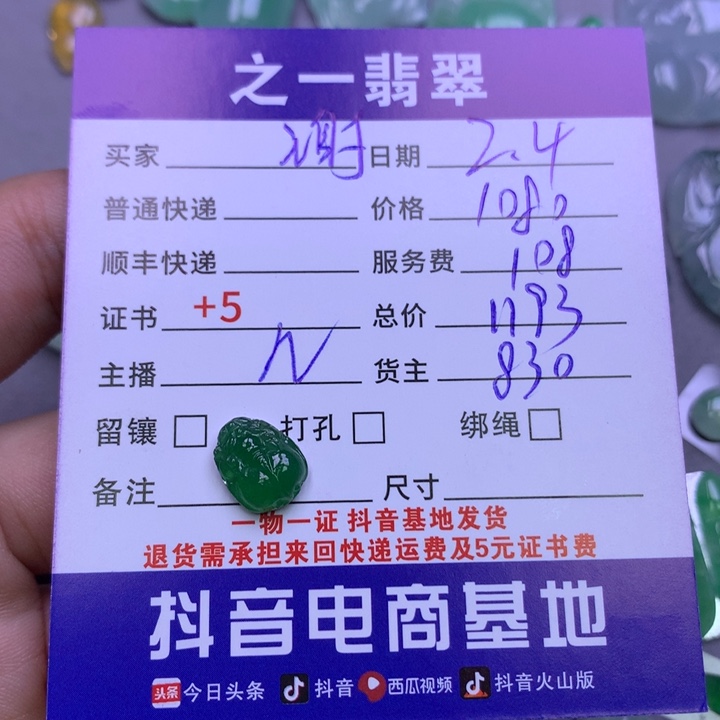 之一翡翠
买家 谢 日期 2.4
普通快递 价格 1080
顺丰快递 服务费 108
证书 +5 总价 1193
主播 N 货主 830
留镶 打孔 绑绳
备注 尺寸
一物一证 抖音基地发货
退货需承担来回快递运费及5元证书费
抖音电商基地
头条 今日头条 抖音 西瓜视频 抖音火山版